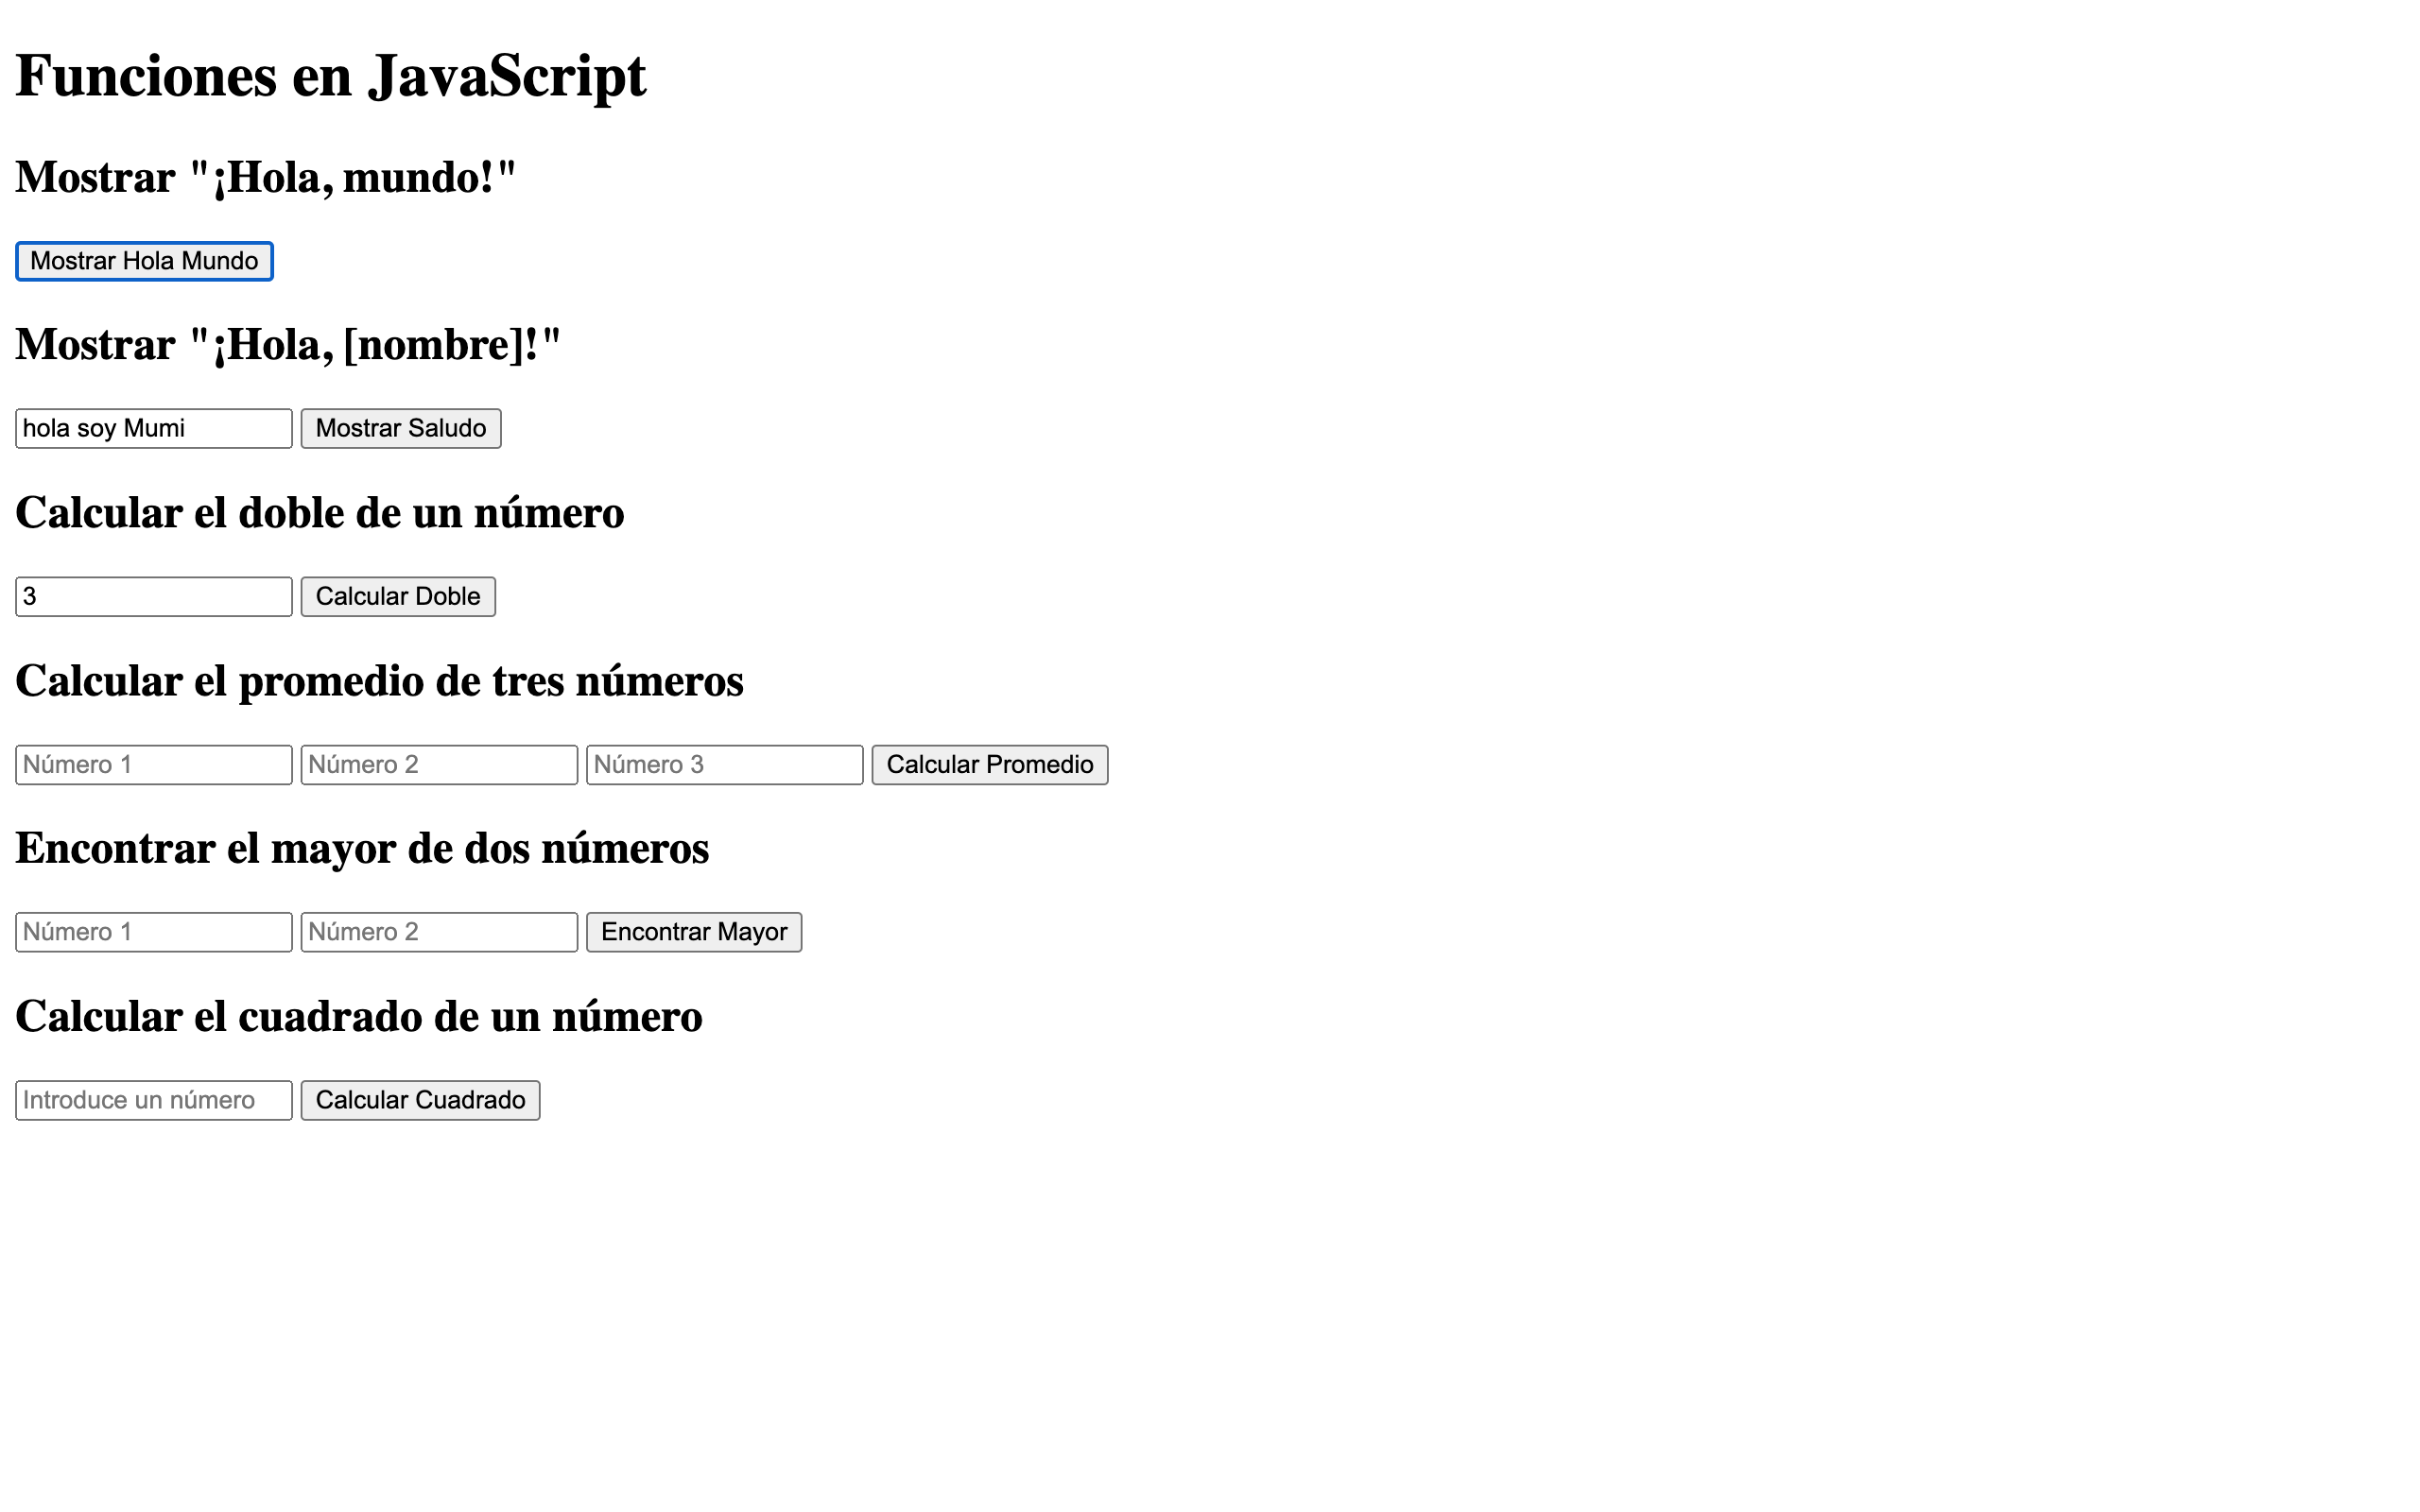 Funciones en JavaScript
Mostrar "¡Hola, mundo!"
Mostrar Hola Mundo
Mostrar "¡Hola, [nombre]!"
hola soy Mumi Mostrar Saludo
Calcular el doble de un número
3 Calcular Doble
Calcular el promedio de tres números
Número 1 Número 2 Número 3 Calcular Promedio
Encontrar el mayor de dos números
Número 1 Número 2 Encontrar Mayor
Calcular el cuadrado de un número
Introduce un número Calcular Cuadrado